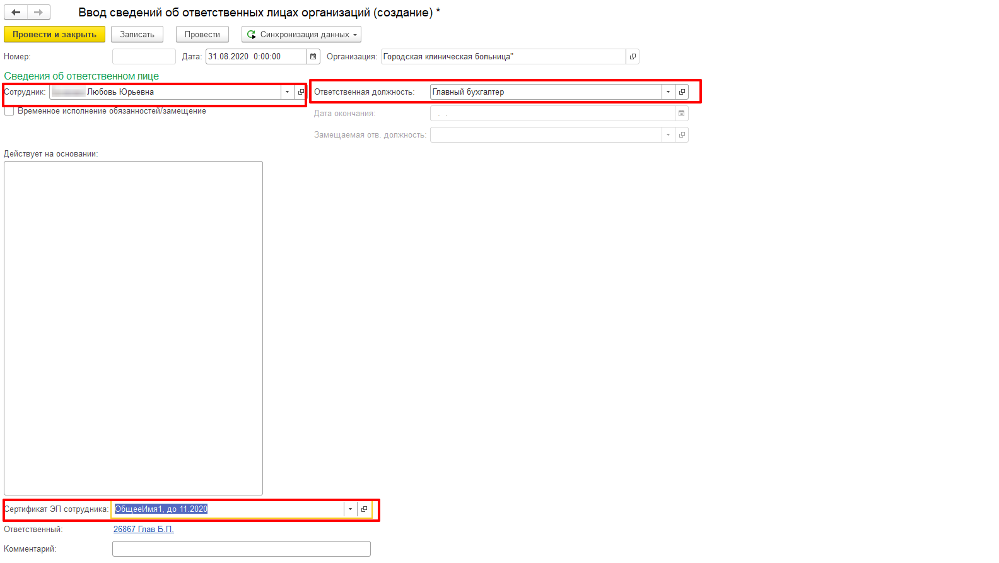 Ввод сведений об ответственных лицах организаций (создание) *
Провести и закрыть Записать Провести Синхронизация данных
Номер: Дата: 31.08.2020 0:00:00 Организация: Городская клиническая больница"
Сведения об ответственном лице
Сотрудник: Любовь Юрьевна Ответственная должность: Главный бухгалтер
Временное исполнение обязанностей/замещение Дата окончания: . .
Замещаемая отв. должность:
Действует на основании:
Сертификат ЭП сотрудника: ОбщееИмя1, до 11.2020
Ответственный: 26867 Глав Б.П.
Комментарий: